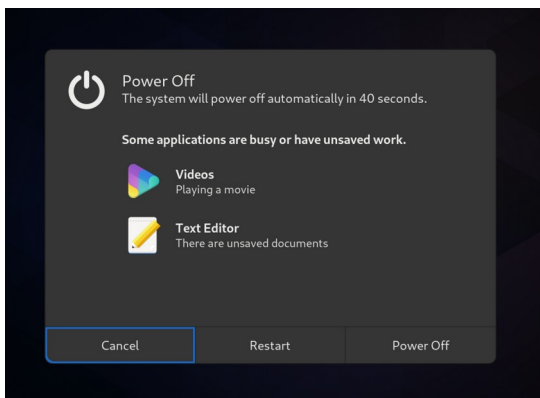 Power Off
The system will power off automatically in 40 seconds.
Some applications are busy or have unsaved work.
Videos
Playing a movie
Text Editor
There are unsaved documents
Cancel
Restart
Power Off